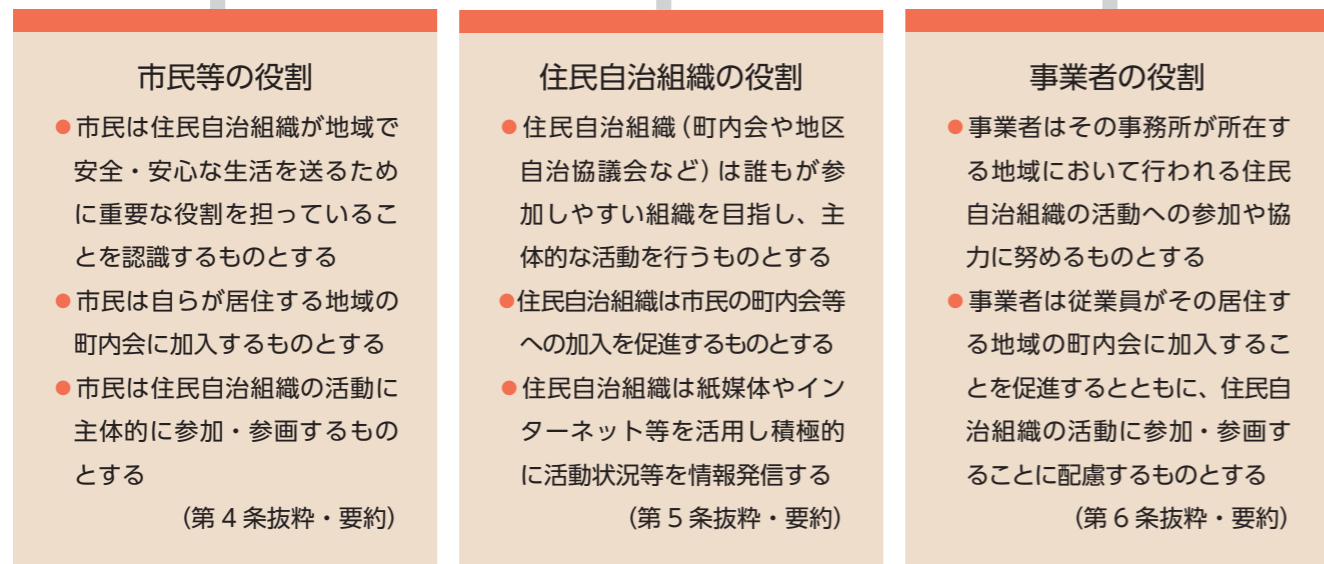 市民等の役割
●市民は住民自治組織が地域で
安全・安心な生活を送るため
に重要な役割を担っているこ
とを認識するものとする
●市民は自らが居住する地域の
町内会に加入するものとする
●市民は住民自治組織の活動に
主体的に参加・参画するもの
とする
(第4条抜粋・要約)
住民自治組織の役割
●住民自治組織(町内会や地区
自治協議会など)は誰もが参
加しやすい組織を目指し、主
体的な活動を行うものとする
●住民自治組織は市民の町内会等
への加入を促進するものとする
●住民自治組織は紙媒体やイン
ターネット等を活用し積極的
に活動状況等を情報発信する
(第5条抜粋・要約)
事業者の役割
●事業者はその事務所が所在す
る地域において行われる住民
自治組織の活動への参加や協
力に努めるものとする
●事業者は従業員がその居住す
る地域の町内会に加入するこ
とを促進するとともに、住民自
治組織の活動に参加・参画す
ることに配慮するものとする
(第6条抜粋・要約)